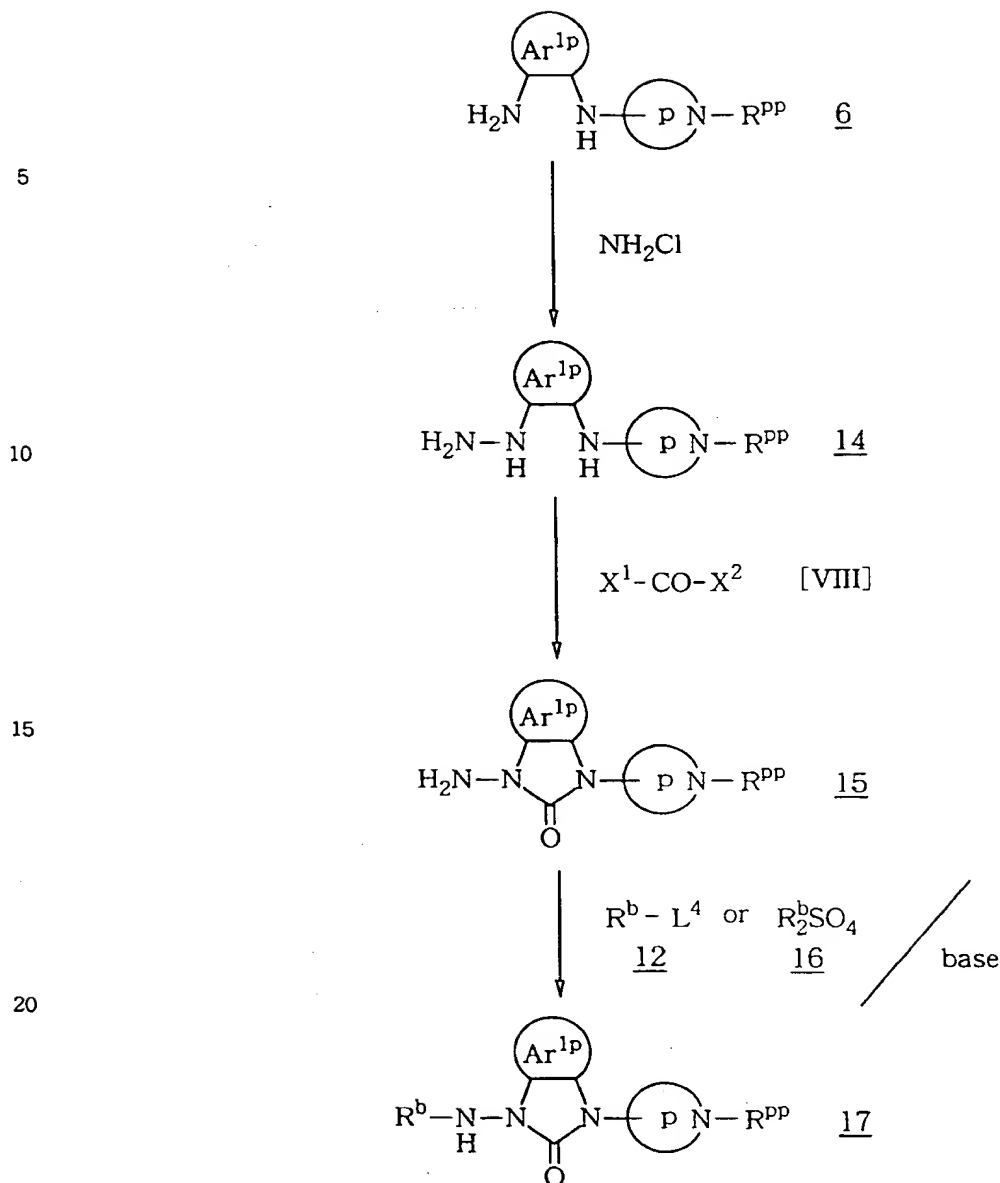 Ar1p
H2N N H p N-Rpp 6
5
NH2Cl
Ar1p
10 H2N-N H N H p N-Rpp 14
X1-CO-X2 [VIII]
15
Ar1p
H2N-N N p N-Rpp 15
O
Rb-L4 or Rb2SO4
12 16 / base
20
Ar1p
Rb-N H-N N p N-Rpp 17
O